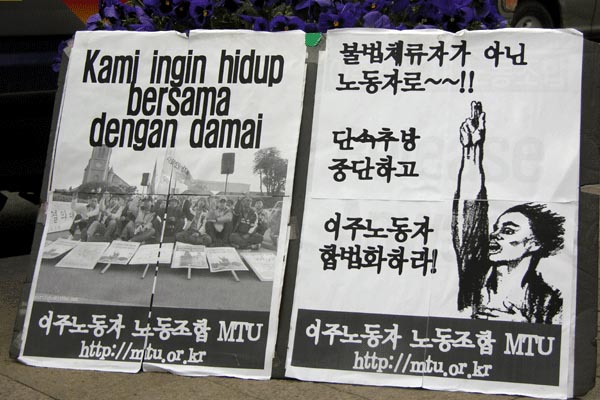 Kami ingin hidup
bersama
dengan damai
이주노동자 노동조합 MTU
http://mtu.or.kr
불법체류자가 아닌
노동자로~~!!
단속추방
중단하고
이주노동자
합법화하라!
이주노동자 노동조합 MTU
http://mtu.or.kr